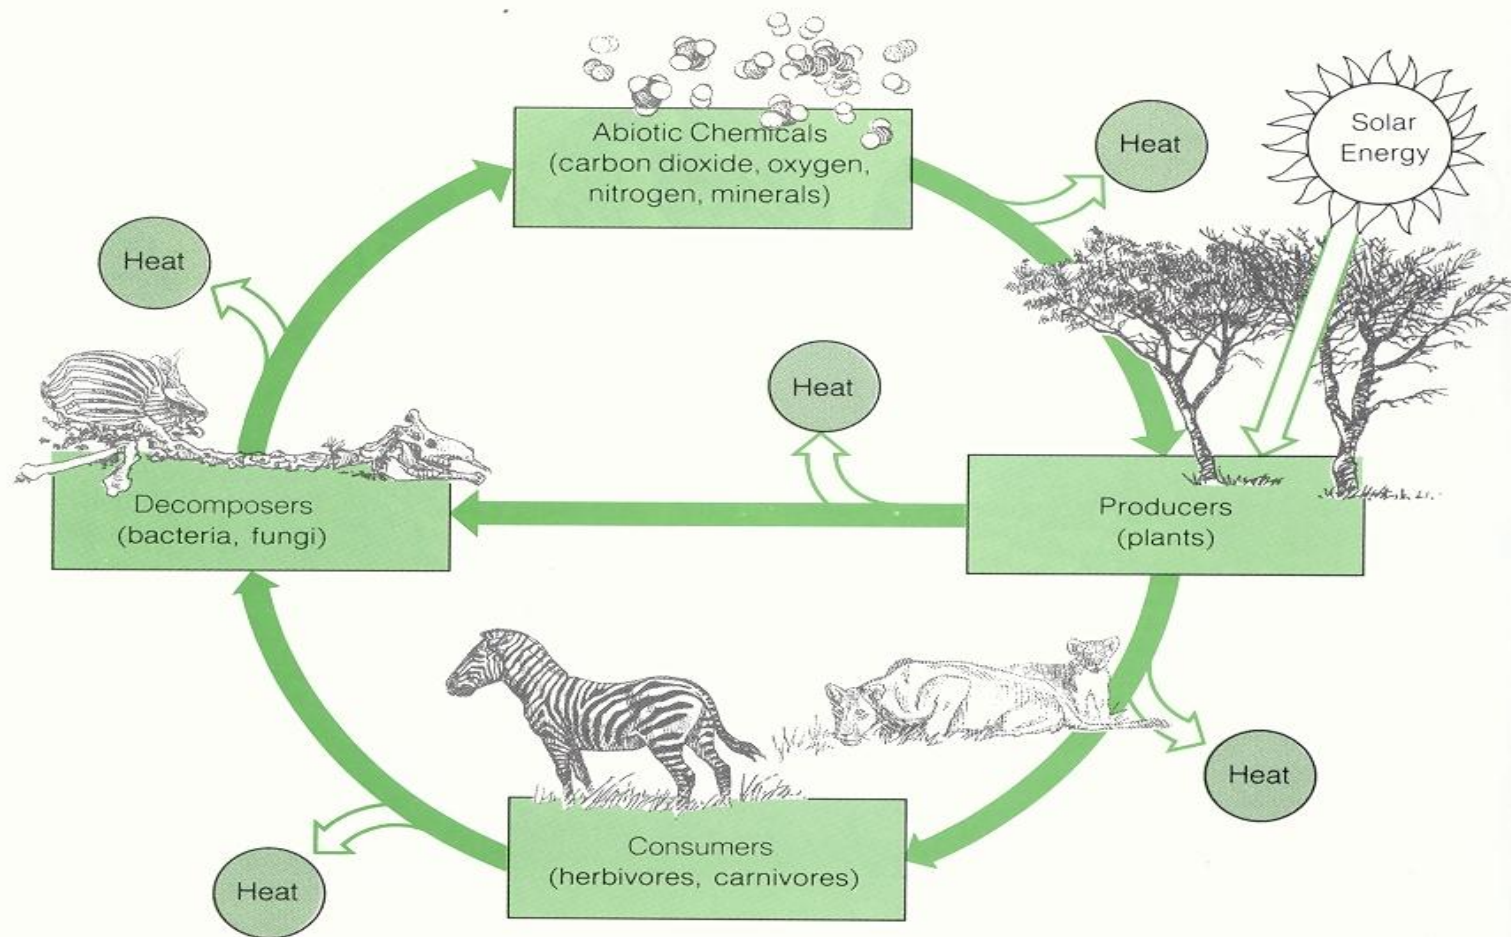 Abiotic Chemicals
(carbon dioxide, oxygen,
nitrogen, minerals)
Heat
Solar
Energy
Heat
Heat
Decomposers
(bacteria, fungi)
Producers
(plants)
Heat
Consumers
(herbivores, carnivores)
Heat